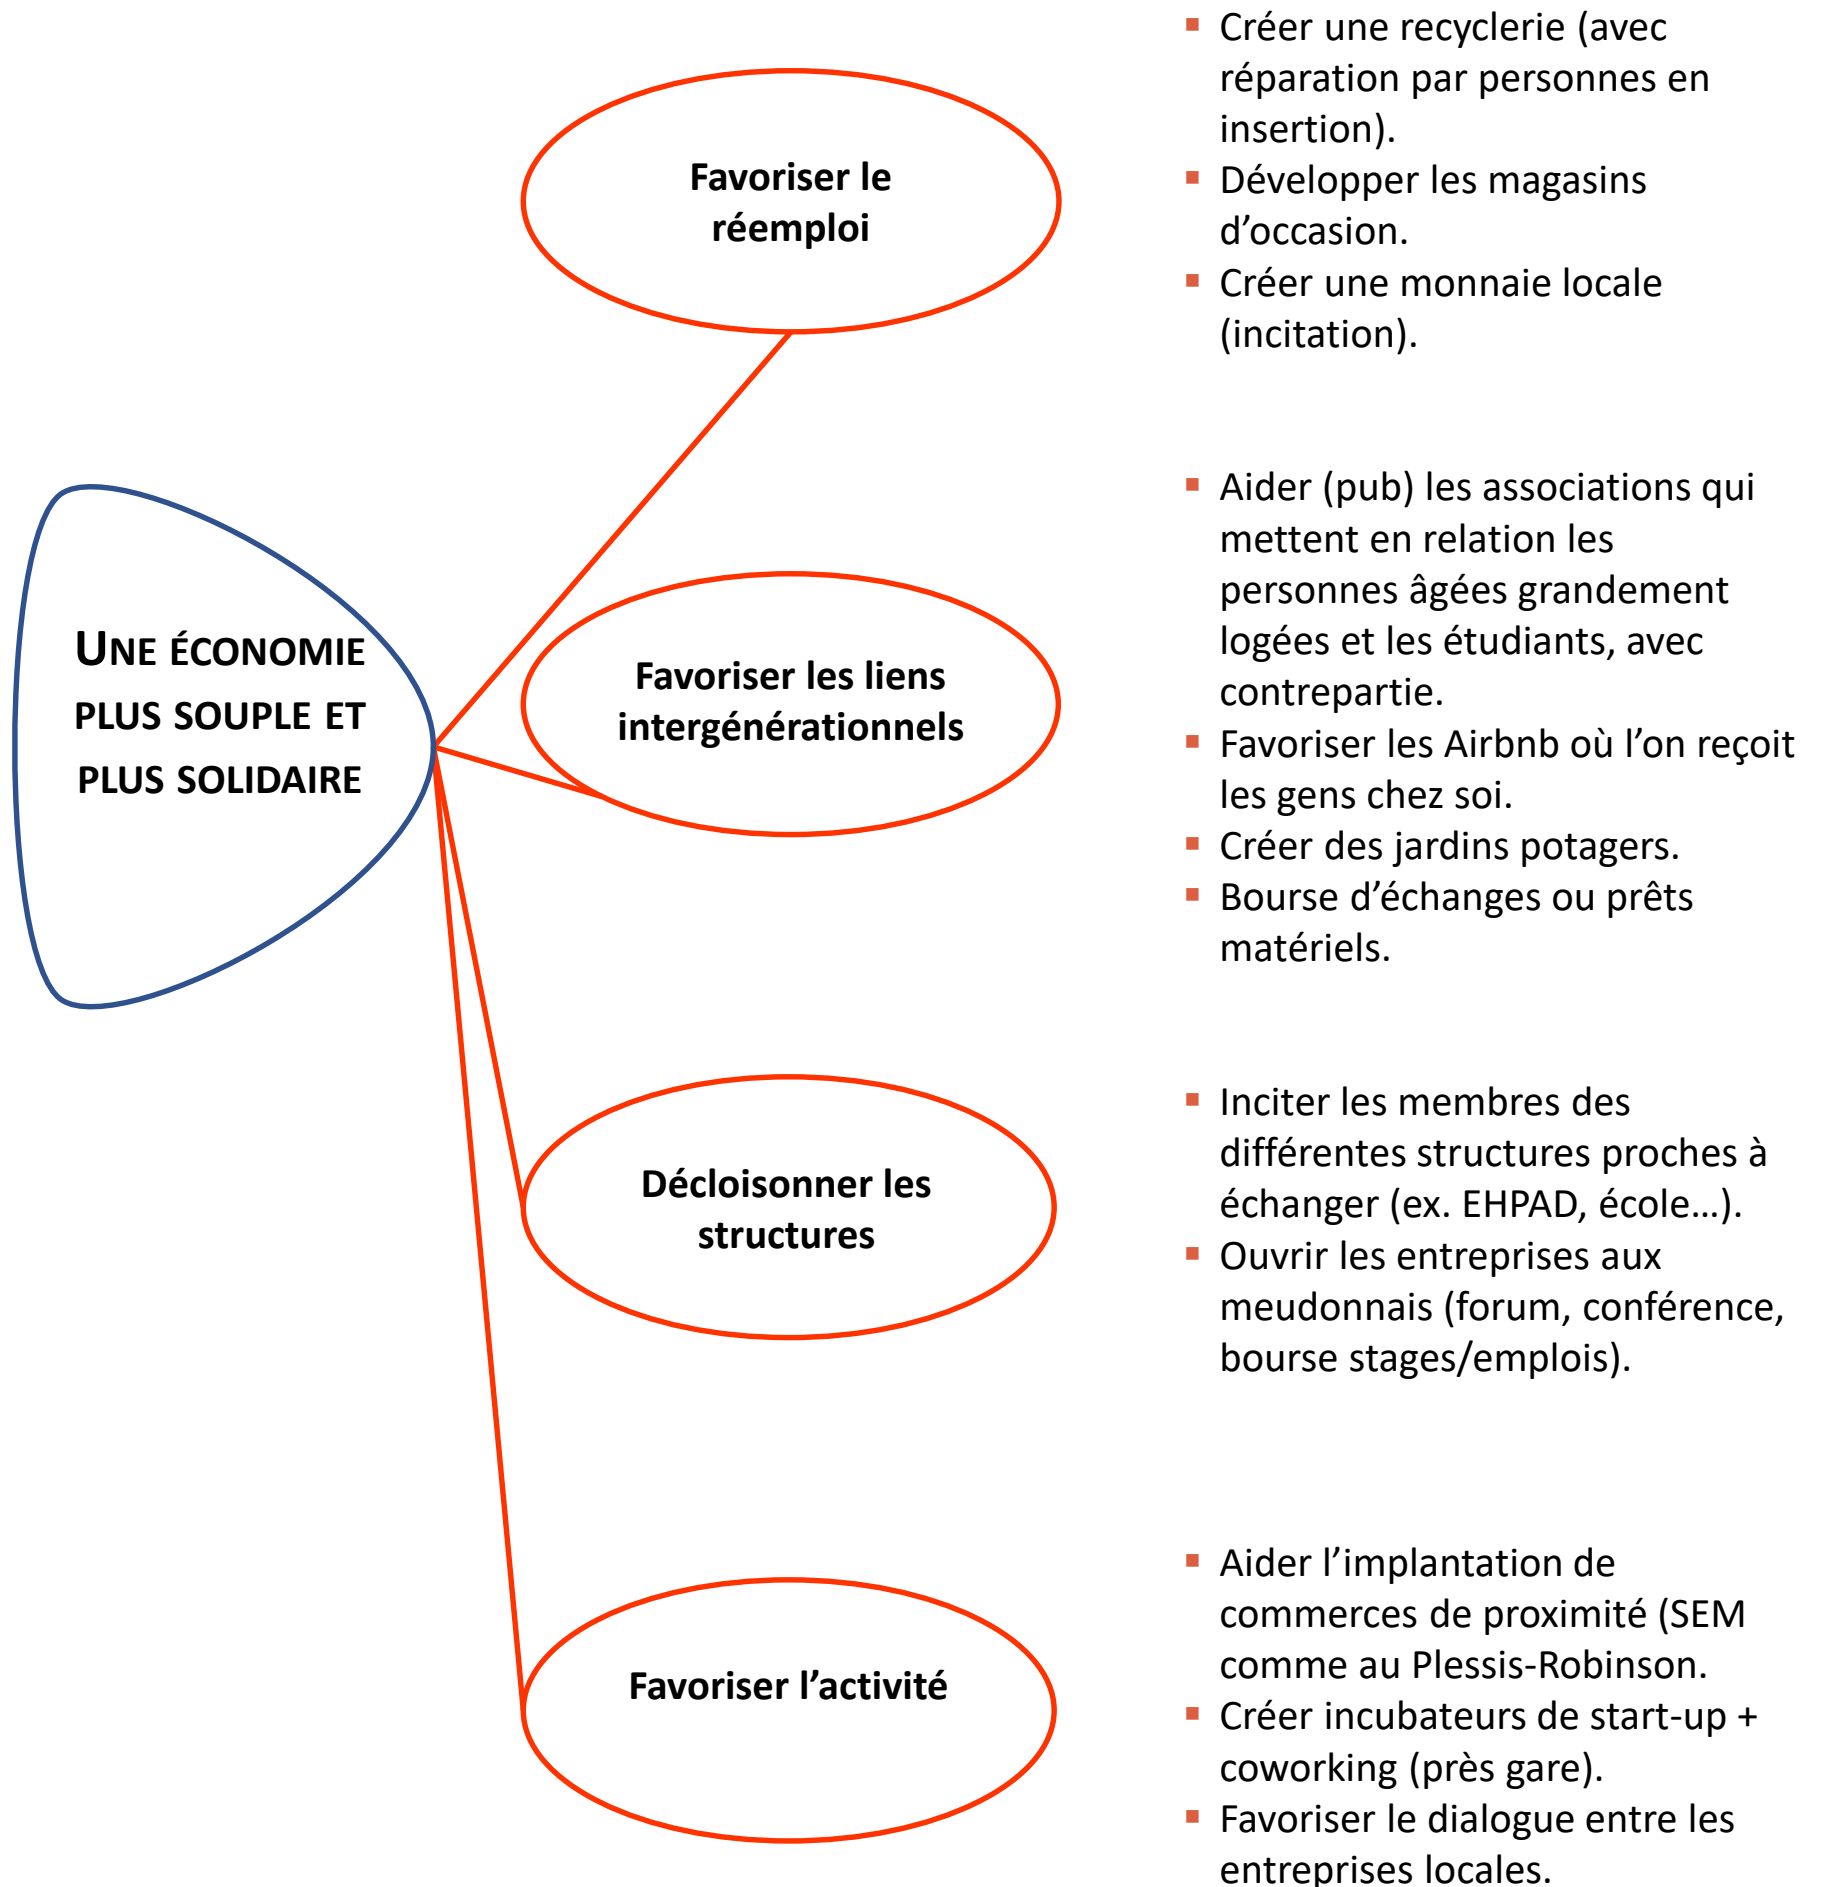 UNE ÉCONOMIE
PLUS SOUPLE ET
PLUS SOLIDAIRE
Favoriser le
réemploi
▪ Créer une recyclerie (avec
réparation par personnes en
insertion).
▪ Développer les magasins
d’occasion.
▪ Créer une monnaie locale
(incitation).
Favoriser les liens
intergénérationnels
▪ Aider (pub) les associations qui
mettent en relation les
personnes âgées grandement
logées et les étudiants, avec
contrepartie.
▪ Favoriser les Airbnb où l’on reçoit
les gens chez soi.
▪ Créer des jardins potagers.
▪ Bourse d’échanges ou prêts
matériels.
Décloisonner les
structures
▪ Inciter les membres des
différentes structures proches à
échanger (ex. EHPAD, école…).
▪ Ouvrir les entreprises aux
meudonnais (forum, conférence,
bourse stages/emplois).
Favoriser l’activité
▪ Aider l’implantation de
commerces de proximité (SEM
comme au Plessis-Robinson.
▪ Créer incubateurs de start-up +
coworking (près gare).
▪ Favoriser le dialogue entre les
entreprises locales.